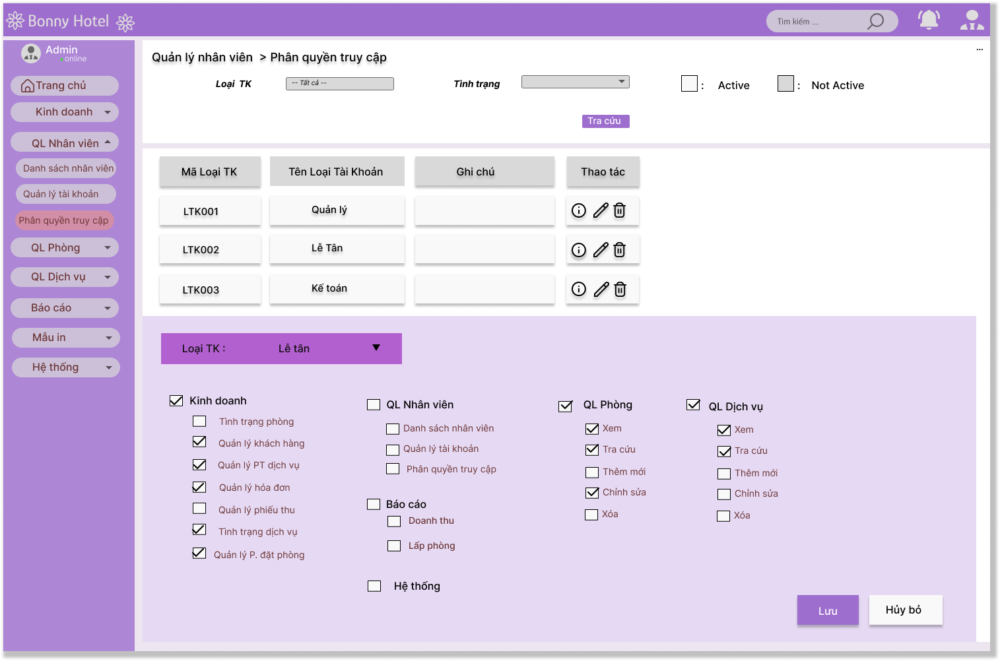 Bonny Hotel
Tìm kiếm ....
Admin
online
Trang chủ
Kinh doanh
QL Nhân viên
Danh sách nhân viên
Quản lý tài khoản
Phân quyền truy cập
QL Phòng
QL Dịch vụ
Báo cáo
Mẫu in
Hệ thống
Quản lý nhân viên > Phân quyền truy cập
...
Loại TK
-- Tất cả --
Tình trạng
: Active
: Not Active
Tra cứu
Mã Loại TK
Tên Loại Tài Khoản
Ghi chú
Thao tác
LTK001
Quản lý
LTK002
Lễ Tân
LTK003
Kế toán
Loại TK :
Lễ tân
Kinh doanh
Tình trạng phòng
Quản lý khách hàng
Quản lý PT dịch vụ
Quản lý hóa đơn
Quản lý phiếu thu
Tình trạng dịch vụ
Quản lý P. đặt phòng
QL Nhân viên
Danh sách nhân viên
Quản lý tài khoản
Phân quyền truy cập
Báo cáo
Doanh thu
Lấp phòng
Hệ thống
QL Phòng
Xem
Tra cứu
Thêm mới
Chỉnh sửa
Xóa
QL Dịch vụ
Xem
Tra cứu
Thêm mới
Chỉnh sửa
Xóa
Lưu
Hủy bỏ